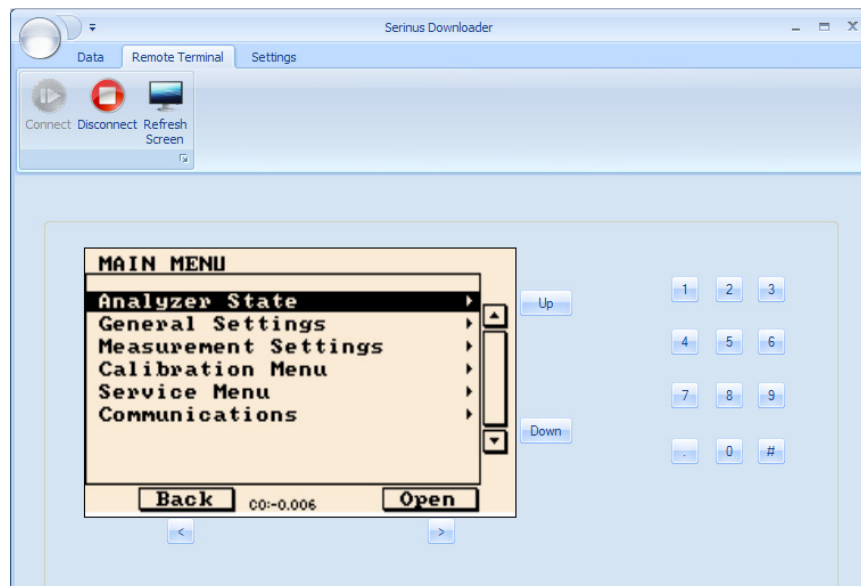 Serinus Downloader
Data Remote Terminal Settings
Connect Disconnect Refresh Screen
MAIN MENU
Analyzer State
General Settings
Measurement Settings
Calibration Menu
Service Menu
Communications
Back CO:-0.006 Open
< >
Up
Down
1 2 3
4 5 6
7 8 9
. 0 #